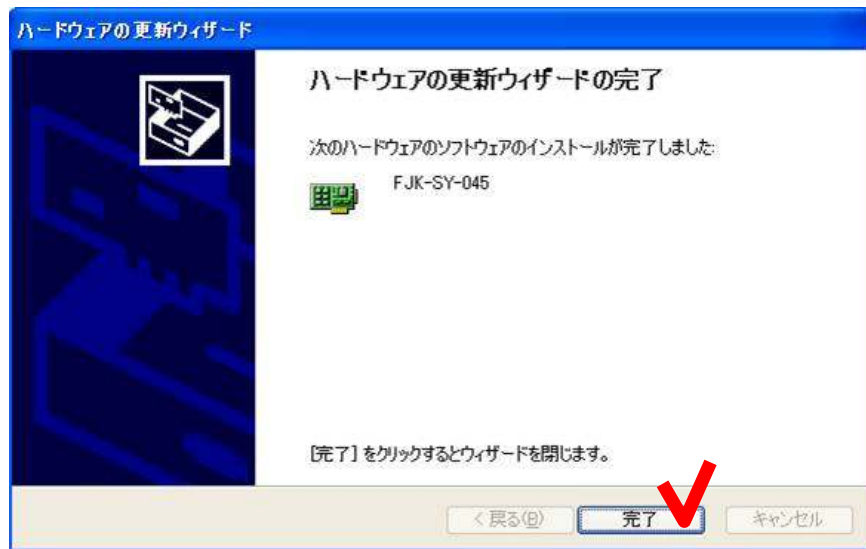 ハードウェアの更新ウィザード
ハードウェアの更新ウィザードの完了
次のハードウェアのソフトウェアのインストールが完了しました:
FJK-SY-045
[完了] をクリックするとウィザードを閉じます。
< 戻る(B)
完了
キャンセル